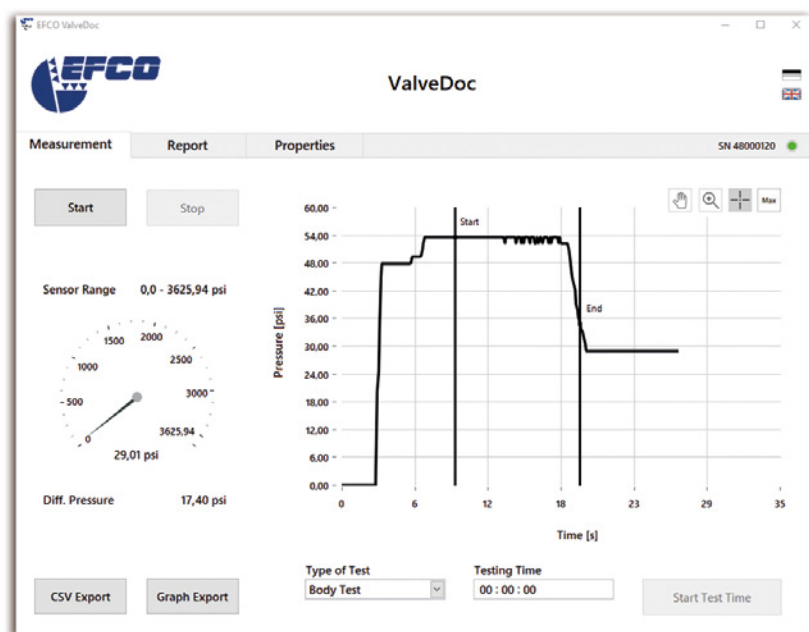 EFCO ValveDoc
EFCO
ValveDoc
Measurement Report Properties SN 48000120
Start Stop
Sensor Range 0,0 - 3625,94 psi
0
500
1000
1500
2000
2500
3000
3625,94
29,01 psi
Diff. Pressure 17,40 psi
CSV Export Graph Export
Max
Pressure [psi]
60,00
54,00
48,00
42,00
36,00
30,00
24,00
18,00
12,00
6,00
0,00
Start
End
0 6 12 18 23 29 35
Time [s]
Type of Test Testing Time
Body Test 00 : 00 : 00
Start Test Time